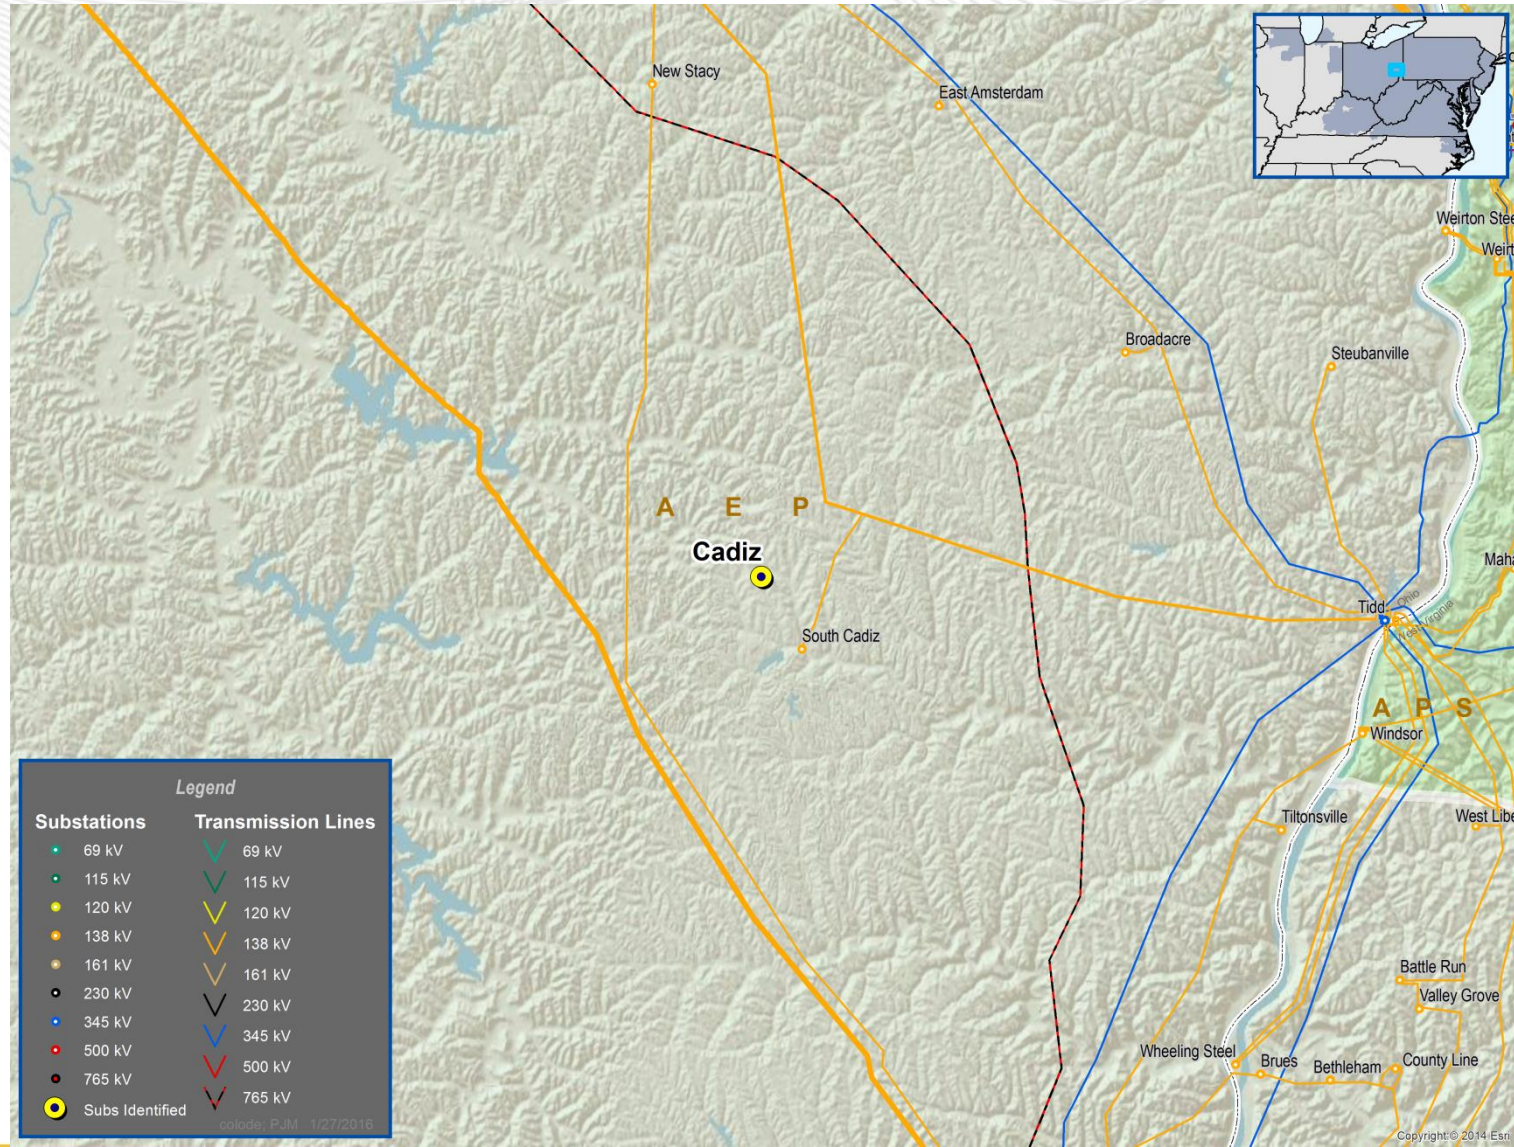 New Stacy
East Amsterdam
Weirton Stee
Weirt
Broadacre
Steubanville
A E P
Cadiz
Maha
Ohio
Tidd
West Virginia
South Cadiz
A P S
Windsor
Tiltonsville
West Libe
Battle Run
Valley Grove
Wheeling Steel
Brues
Bethleham
County Line
Legend
Substations Transmission Lines
69 kV 69 kV
115 kV 115 kV
120 kV 120 kV
138 kV 138 kV
161 kV 161 kV
230 kV 230 kV
345 kV 345 kV
500 kV 500 kV
765 kV 765 kV
Subs Identified
colode: PJM 1/27/2016
Copyright:© 2014 Esri